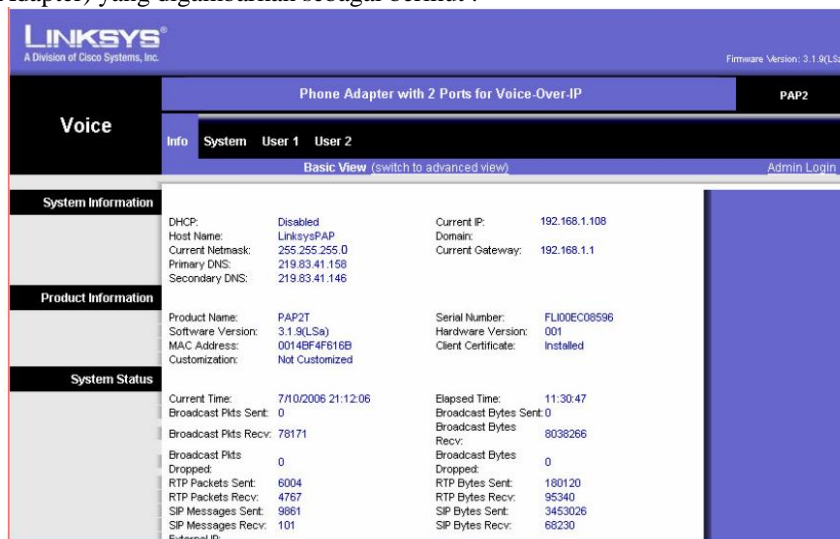 Adapter) yang digambarkan sebagai berikut :
LINKSYS®
A Division of Cisco Systems, Inc.
Firmware Version: 3.1.9(LSa
Phone Adapter with 2 Ports for Voice-Over-IP
PAP2
Voice
Info System User 1 User 2
Basic View (switch to advanced view)
Admin Login
System Information
DHCP: Disabled Current IP: 192.168.1.108
Host Name: LinksysPAP Domain:
Current Netmask: 255.255.255.0 Current Gateway: 192.168.1.1
Primary DNS: 219.83.41.158
Secondary DNS: 219.83.41.146
Product Information
Product Name: PAP2T Serial Number: FLI00EC08596
Software Version: 3.1.9(LSa) Hardware Version: 001
MAC Address: 0014BF4F616B Client Certificate: Installed
Customization: Not Customized
System Status
Current Time: 7/10/2006 21:12:06 Elapsed Time: 11:30:47
Broadcast Pkts Sent: 0 Broadcast Bytes Sent: 0
Broadcast Pkts Recv: 78171 Broadcast Bytes Recv: 8038266
Broadcast Pkts Dropped: 0 Broadcast Bytes Dropped: 0
RTP Packets Sent: 6004 RTP Bytes Sent: 180120
RTP Packets Recv: 4767 RTP Bytes Recv: 95340
SIP Messages Sent: 9861 SIP Bytes Sent: 3453026
SIP Messages Recv: 101 SIP Bytes Recv: 68230
External IP: